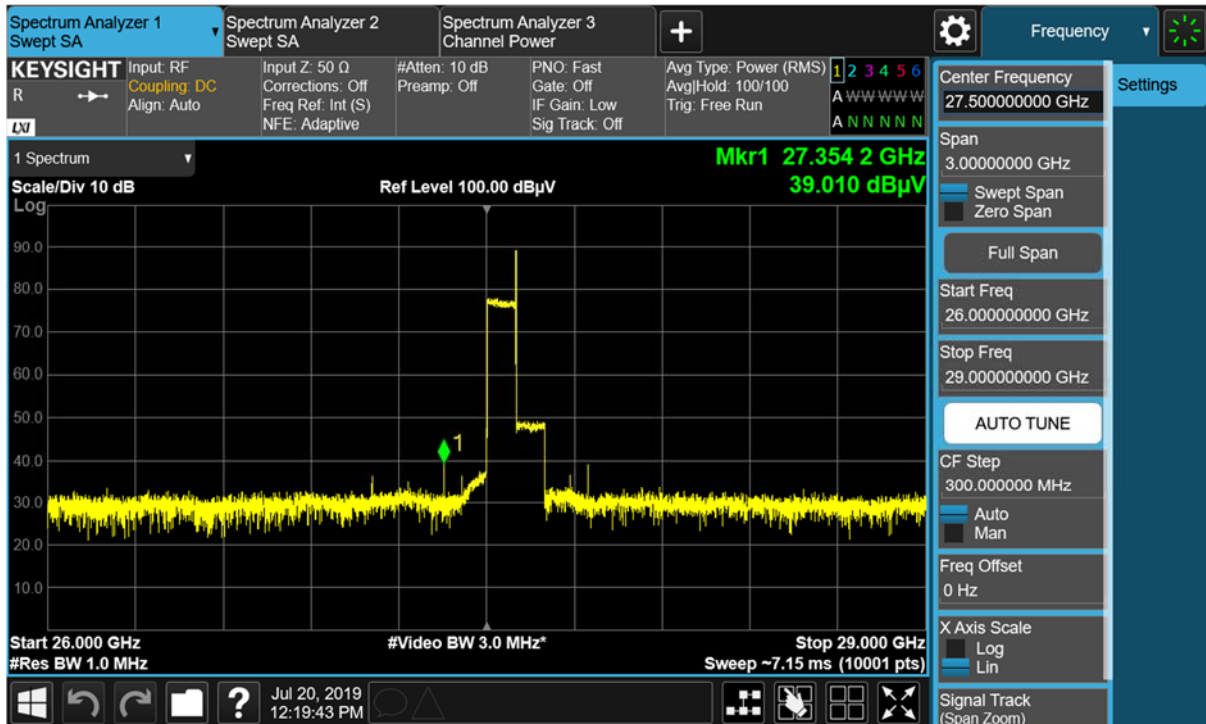 Spectrum Analyzer 1
Swept SA
Spectrum Analyzer 2
Swept SA
Spectrum Analyzer 3
Channel Power
Frequency
KEYSIGHT
R
LXI
Input: RF
Coupling: DC
Align: Auto
Input Z: 50 Ω
Corrections: Off
Freq Ref: Int (S)
NFE: Adaptive
#Atten: 10 dB
Preamp: Off
PNO: Fast
Gate: Off
IF Gain: Low
Sig Track: Off
Avg Type: Power (RMS)
Avg|Hold: 100/100
Trig: Free Run
1 2 3 4 5 6
A W W W W W
A N N N N N
1 Spectrum
Scale/Div 10 dB
Log
Ref Level 100.00 dBµV
Mkr1 27.354 2 GHz
39.010 dBµV
90.0
80.0
70.0
60.0
50.0
40.0
30.0
20.0
10.0
1
Start 26.000 GHz
#Res BW 1.0 MHz
#Video BW 3.0 MHz*
Stop 29.000 GHz
Sweep ~7.15 ms (10001 pts)
?
Jul 20, 2019
12:19:43 PM
Center Frequency
27.500000000 GHz
Span
3.00000000 GHz
Swept Span
Zero Span
Full Span
Start Freq
26.000000000 GHz
Stop Freq
29.000000000 GHz
AUTO TUNE
CF Step
300.000000 MHz
Auto
Man
Freq Offset
0 Hz
X Axis Scale
Log
Lin
Signal Track
(Span Zoom)
Settings